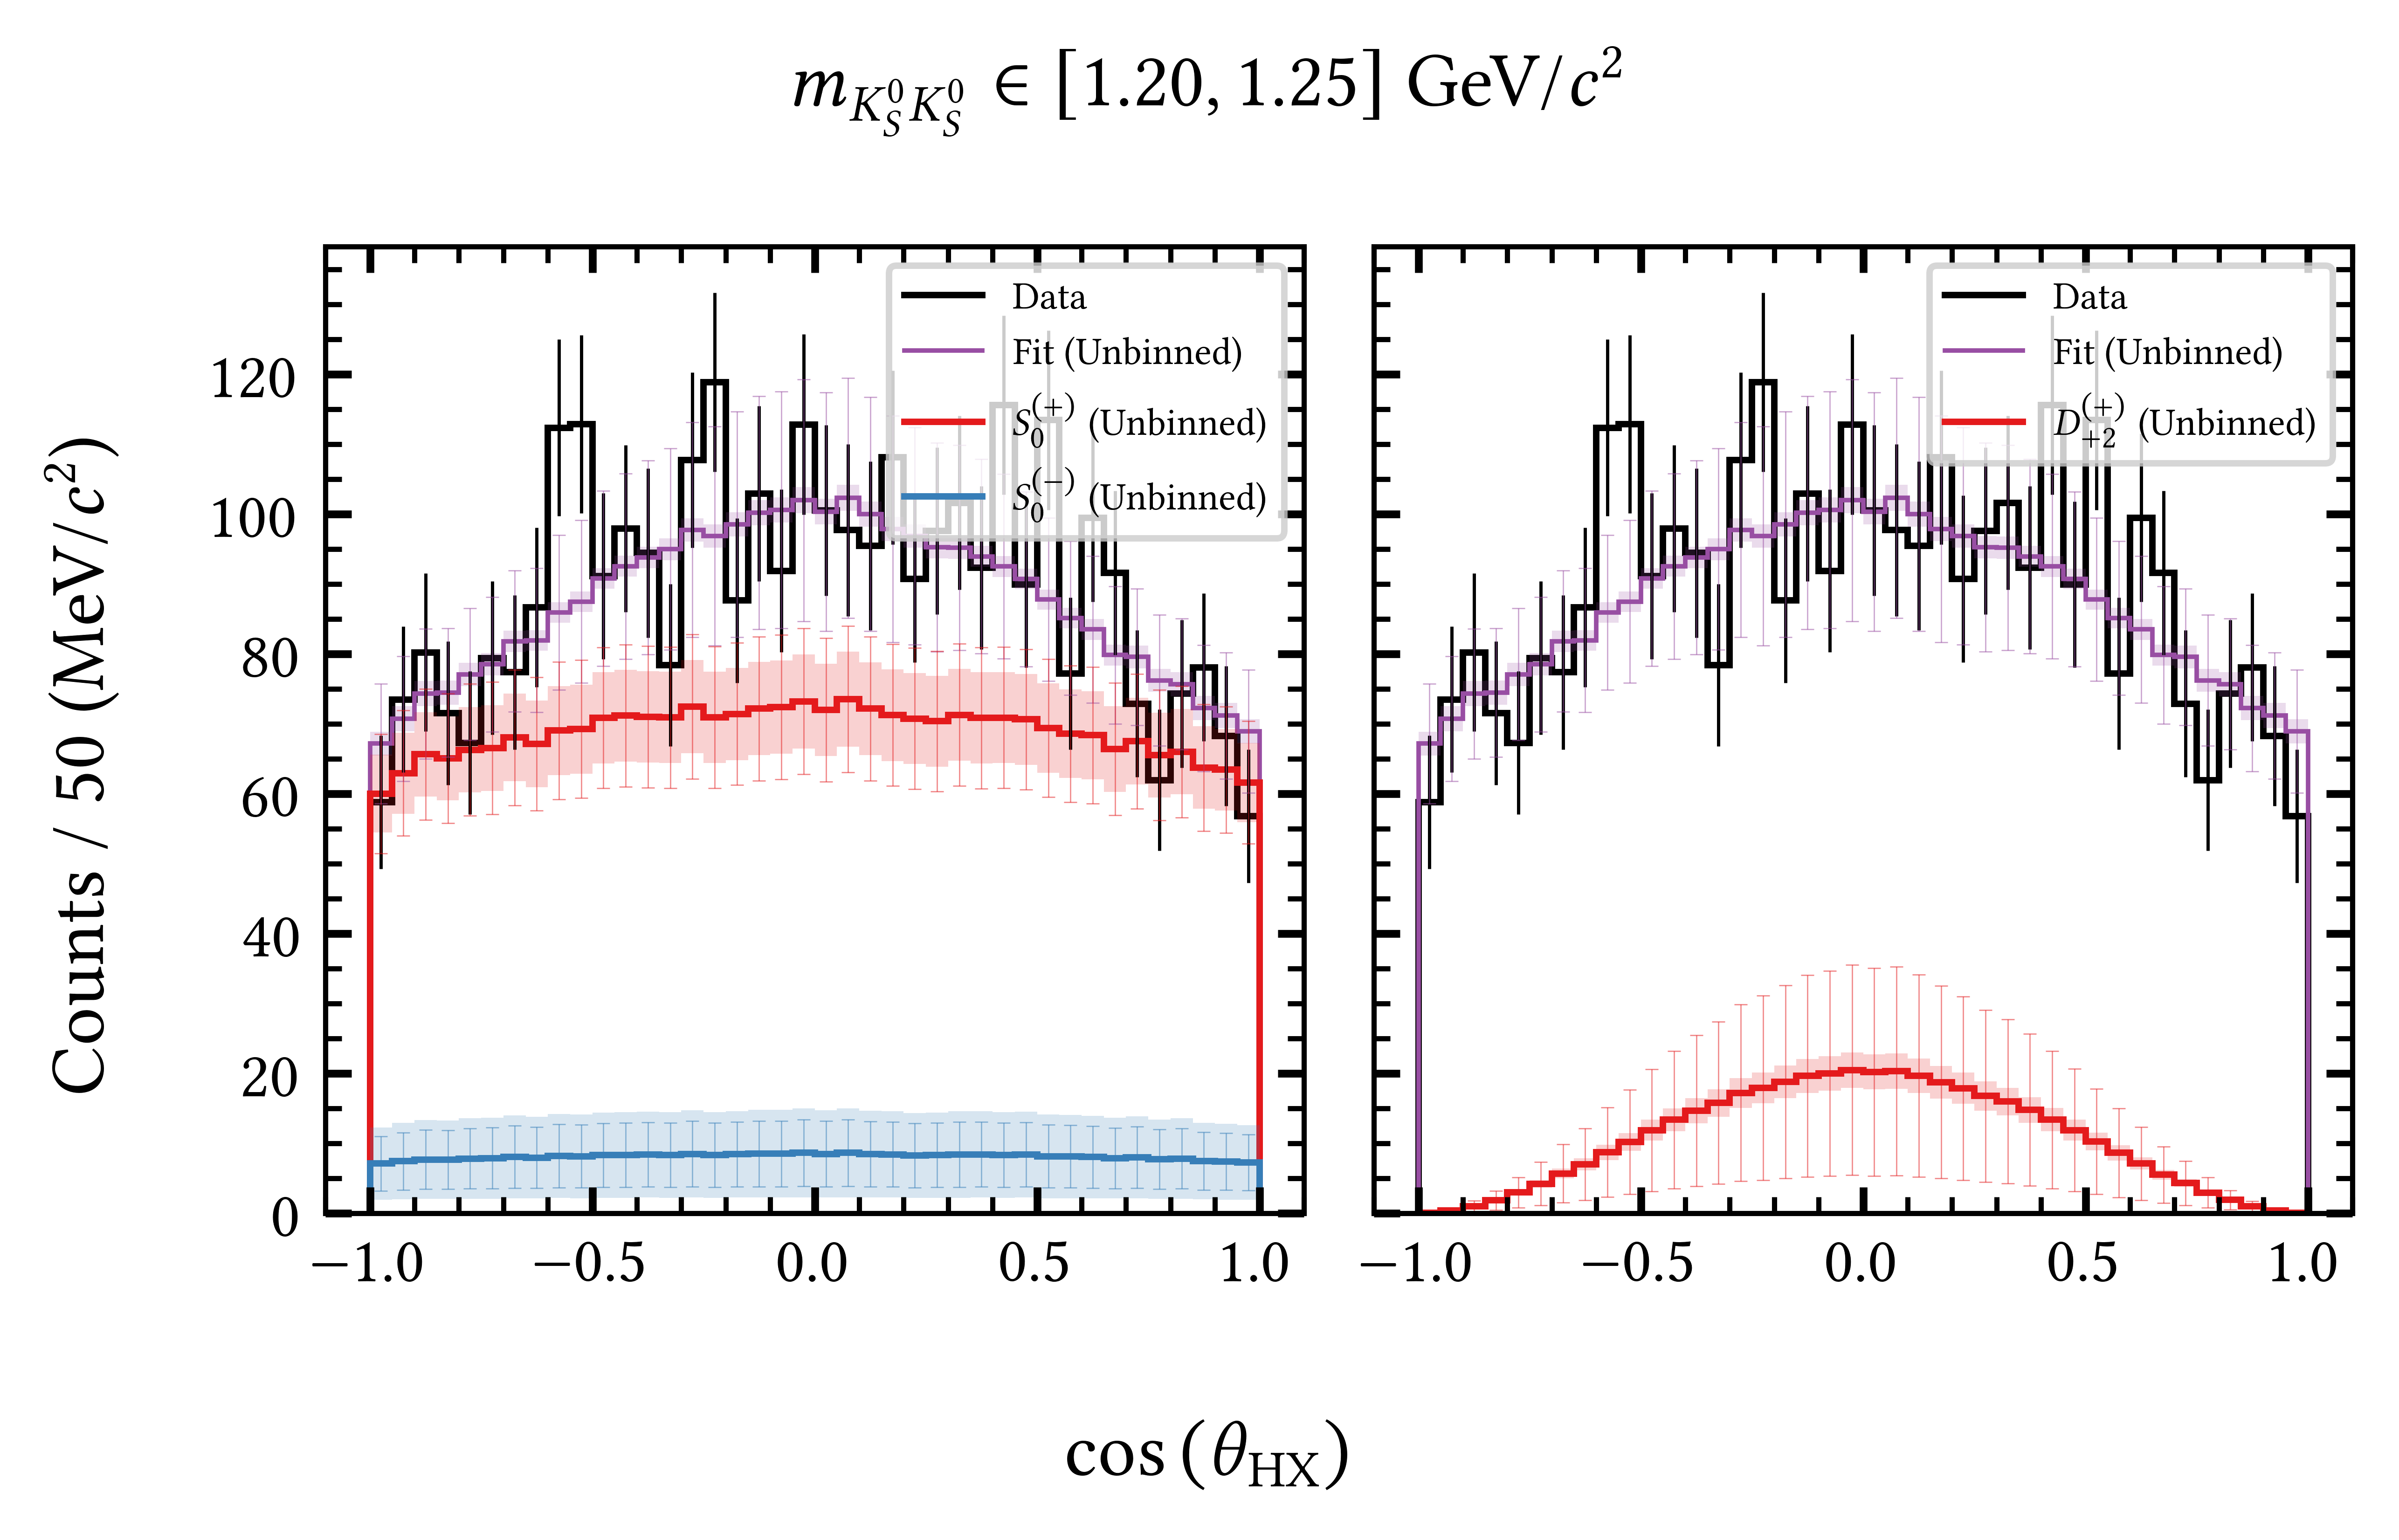 m_{K_S^0 K_S^0} ∈ [1.20, 1.25] GeV/c²
Counts / 50 (MeV/c²)
120
100
80
60
40
20
0
Data
Fit (Unbinned)
S_0^{(+)} (Unbinned)
S_0^{(−)} (Unbinned)
Data
Fit (Unbinned)
D_{+2}^{(+)} (Unbinned)
−1.0 −0.5 0.0 0.5 1.0
−1.0 −0.5 0.0 0.5 1.0
cos (θ_{HX})